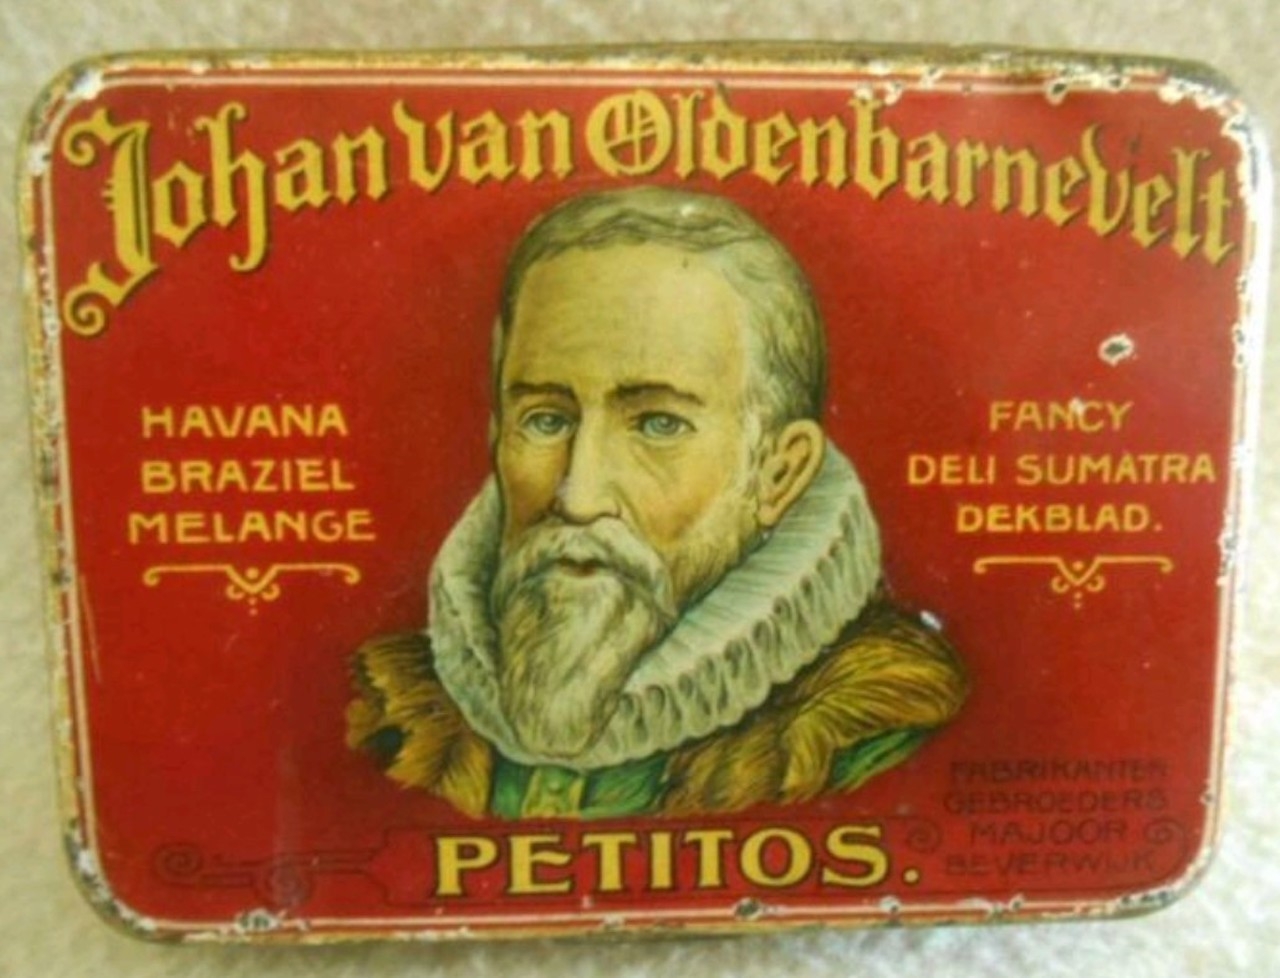 Johan van Oldenbarnevelt
HAVANA
BRAZIEL
MELANGE
FANCY
DELI SUMATRA
DEKBLAD.
PETITOS.
FABRIKANTEN
GEBROEDERS
MAJOOR
BEVERWIJK